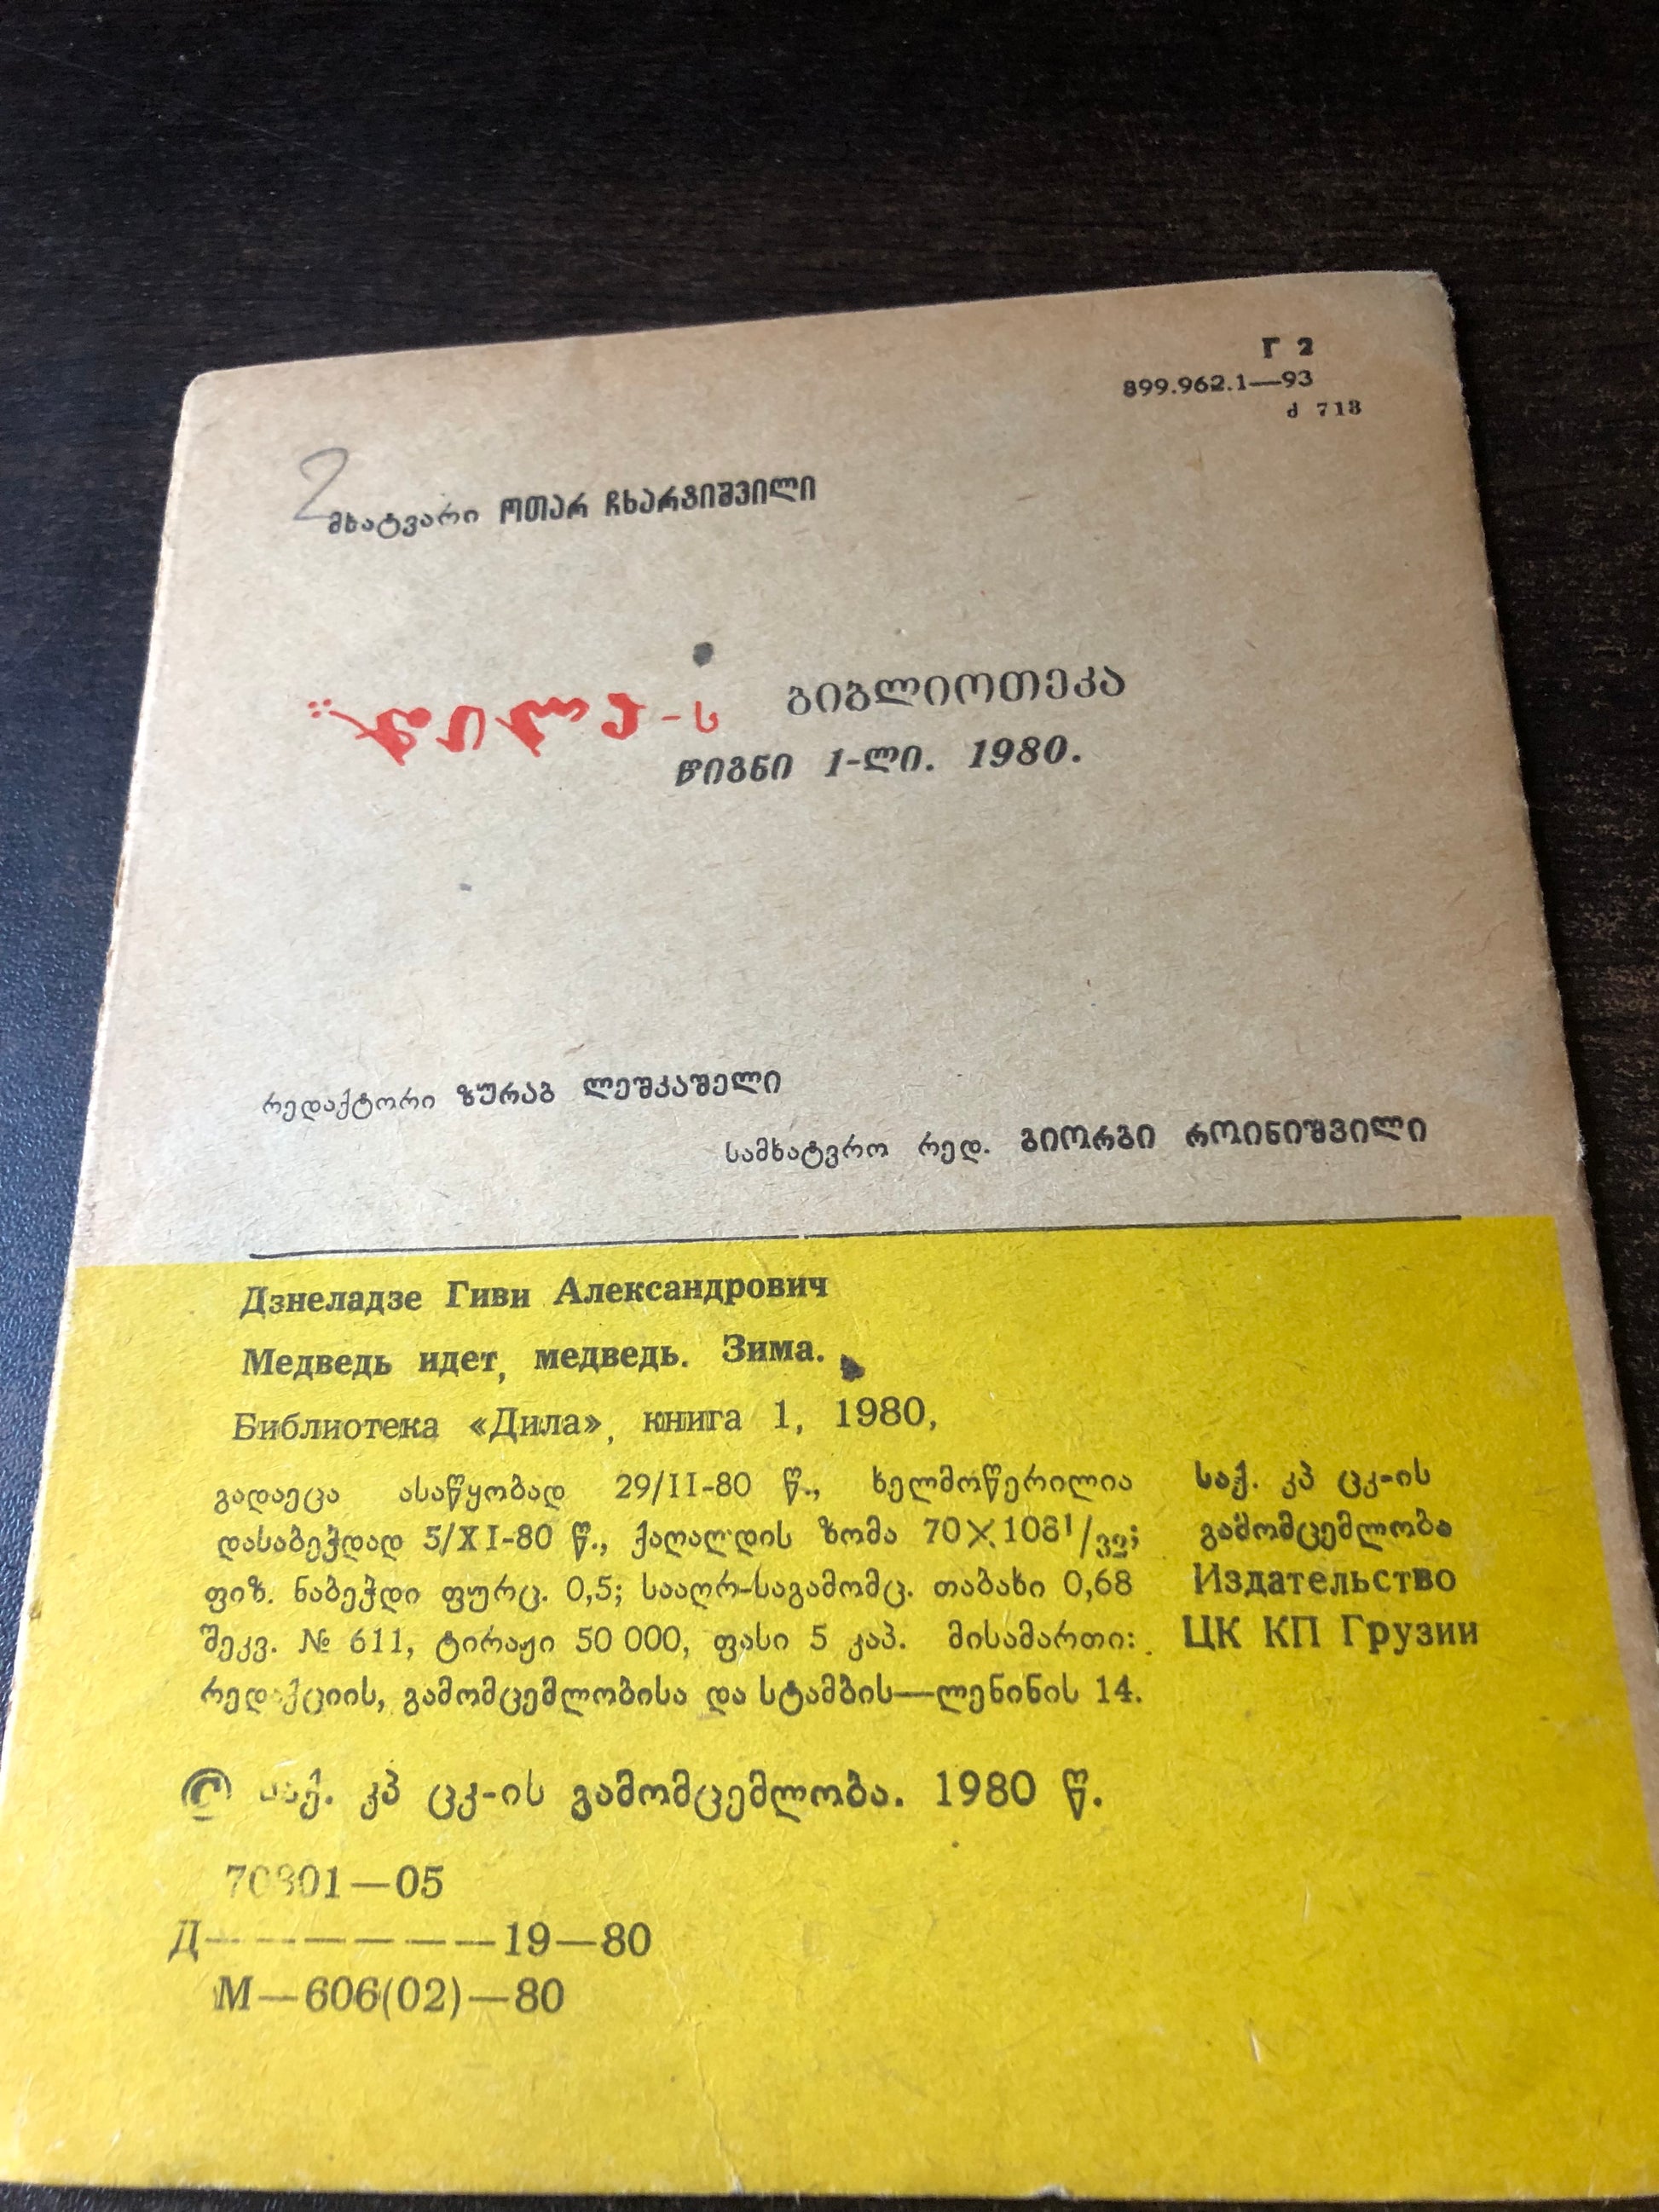 Г 2
899.962.1—93
ძ 713
2
მხატვარი ოთარ ჩხარტიშვილი
დილა-ს ბიბლიოთეკა
წიგნი 1-ლი. 1980.
რედაქტორი ზურაბ ლეშკაშელი
სამხატვრო რედ. გიორგი როინიშვილი
Дзнеладзе Гиви Александрович
Медведь идет, медведь. Зима.
Библиотека «Дила», книга 1, 1980,
გადაეცა ასაწყობად 29/II-80 წ., ხელმოწერილია
დასაბეჭდად 5/XI-80 წ., ქაღალდის ზომა 70×108¹/₃₂;
ფიზ. ნაბეჭდი ფურც. 0,5; სააღრ-საგამომც. თაბახი 0,68
შეკვ. № 611, ტირაჟი 50 000, ფასი 5 კაპ. მისამართი:
რედაქციის, გამომცემლობისა და სტამბის—ლენინის 14.
საქ. კპ ცკ-ის
გამომცემლობა
Издательство
ЦК КП Грузии
© საქ. კპ ცკ-ის გამომცემლობა. 1980 წ.
70801—05
Д— — — — — — —19—80
М—606(02)—80